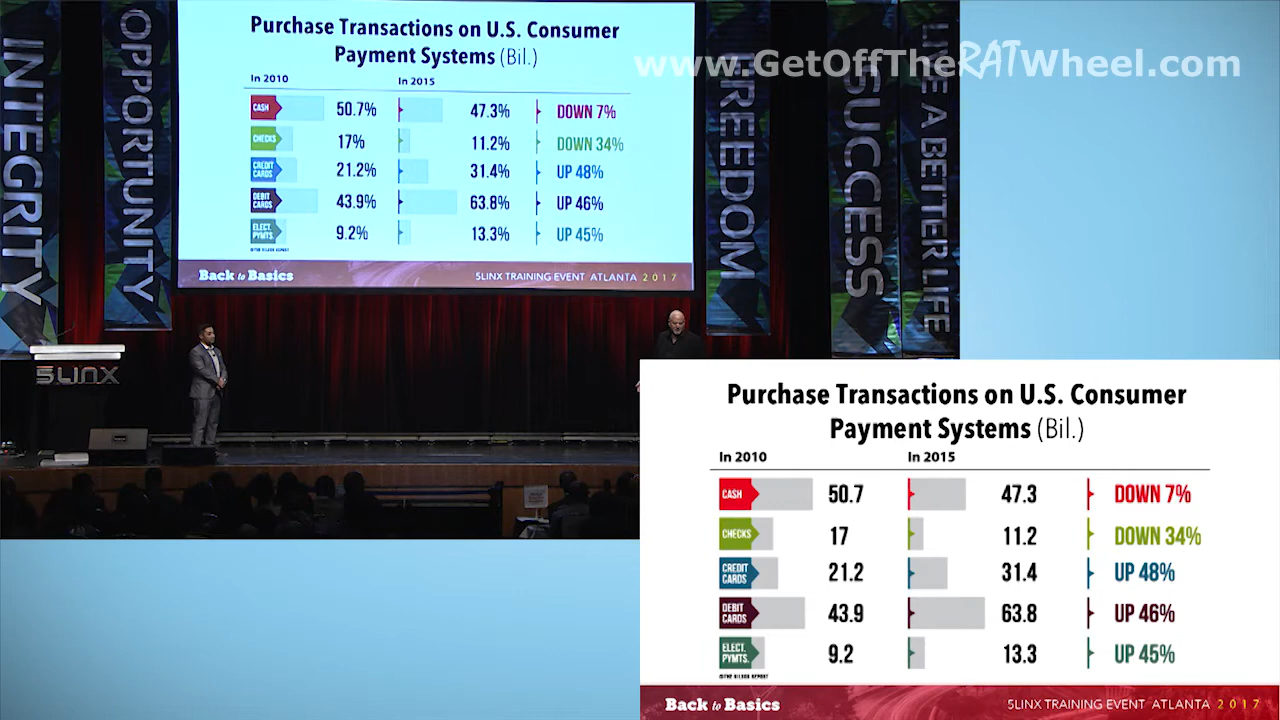 INTEGRITY
OPPORTUNITY
Purchase Transactions on U.S. Consumer
Payment Systems (Bil.)
In 2010 In 2015
CASH 50.7% 47.3% DOWN 7%
CHECKS 17% 11.2% DOWN 34%
CREDIT CARDS 21.2% 31.4% UP 48%
DEBIT CARDS 43.9% 63.8% UP 46%
ELECT. PYMTS. 9.2% 13.3% UP 45%
©THE NILSON REPORT
Back to Basics 5LINX TRAINING EVENT ATLANTA 2017
www.GetOffTheRATWheel.com
FREEDOM
SUCCESS
LIVE A BETTER LIFE
5LINX
Purchase Transactions on U.S. Consumer
Payment Systems (Bil.)
In 2010 In 2015
CASH 50.7 47.3 DOWN 7%
CHECKS 17 11.2 DOWN 34%
CREDIT CARDS 21.2 31.4 UP 48%
DEBIT CARDS 43.9 63.8 UP 46%
ELECT. PYMTS. 9.2 13.3 UP 45%
©THE NILSON REPORT
Back to Basics 5LINX TRAINING EVENT ATLANTA 2017